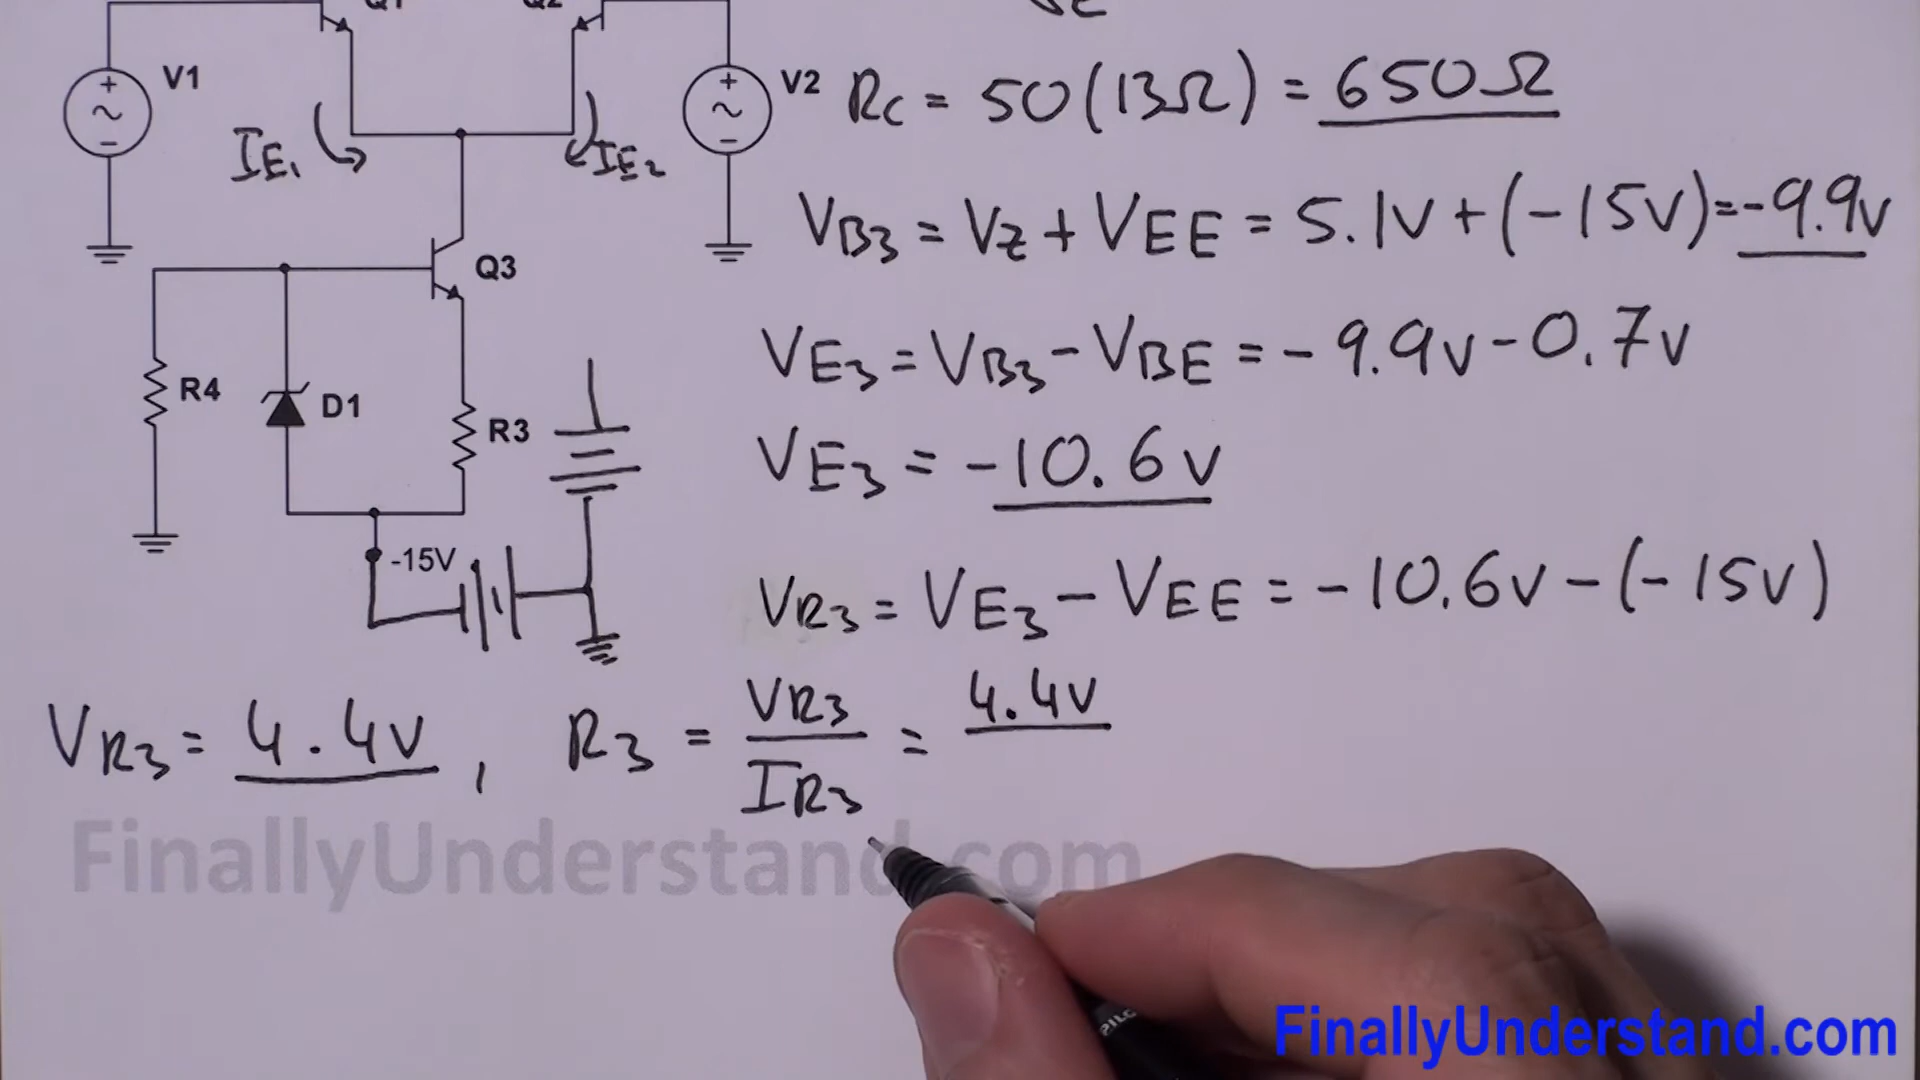 Q1
Q2
V1
V2
Rc = 50(13Ω) = 650Ω
IE1
IE2
VB3 = Vz + VEE = 5.1V + (-15V) = -9.9V
Q3
VE3 = VB3 - VBE = -9.9V - 0.7V
R4
D1
R3
VE3 = -10.6V
-15V
VR3 = VE3 - VEE = -10.6V - (-15V)
VR3 = 4.4V, R3 = VR3 / IR3 = 4.4V
FinallyUnderstand.com
PILO
FinallyUnderstand.com